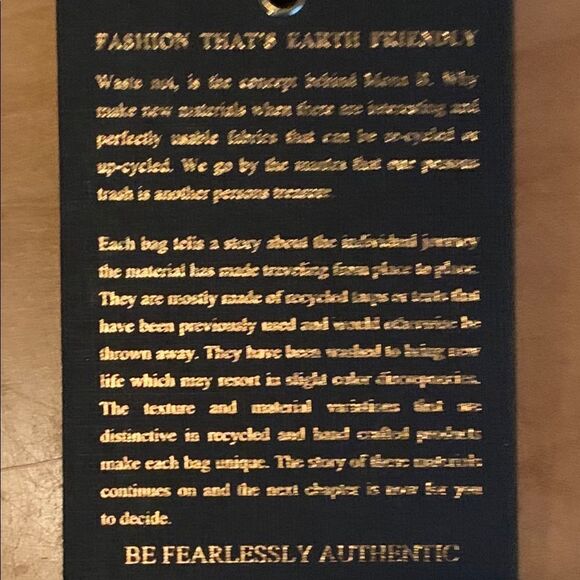 FASHION THAT'S EARTH FRIENDLY
Waste not, is the concept behind Mona B. Why
make new materials when there are interesting and
perfectly usable fabrics that can be re-cycled or
up-cycled. We go by the mantra that one persons
trash is another persons treasure
Each bag tells a story about the individual journey
the material has made traveling from place to place.
They are mostly made of recycled tarps or tents that
have been previously used and would otherwise be
thrown away. They have been washed to bring new
life which may resort is slight color discrepancies.
The texture and material variations that are
distinctive in recycled and hand crafted products
make each bag unique. The story of these materials
continues on and the next chapter is now for you
to decide.
BE FEARLESSLY AUTHENTIC